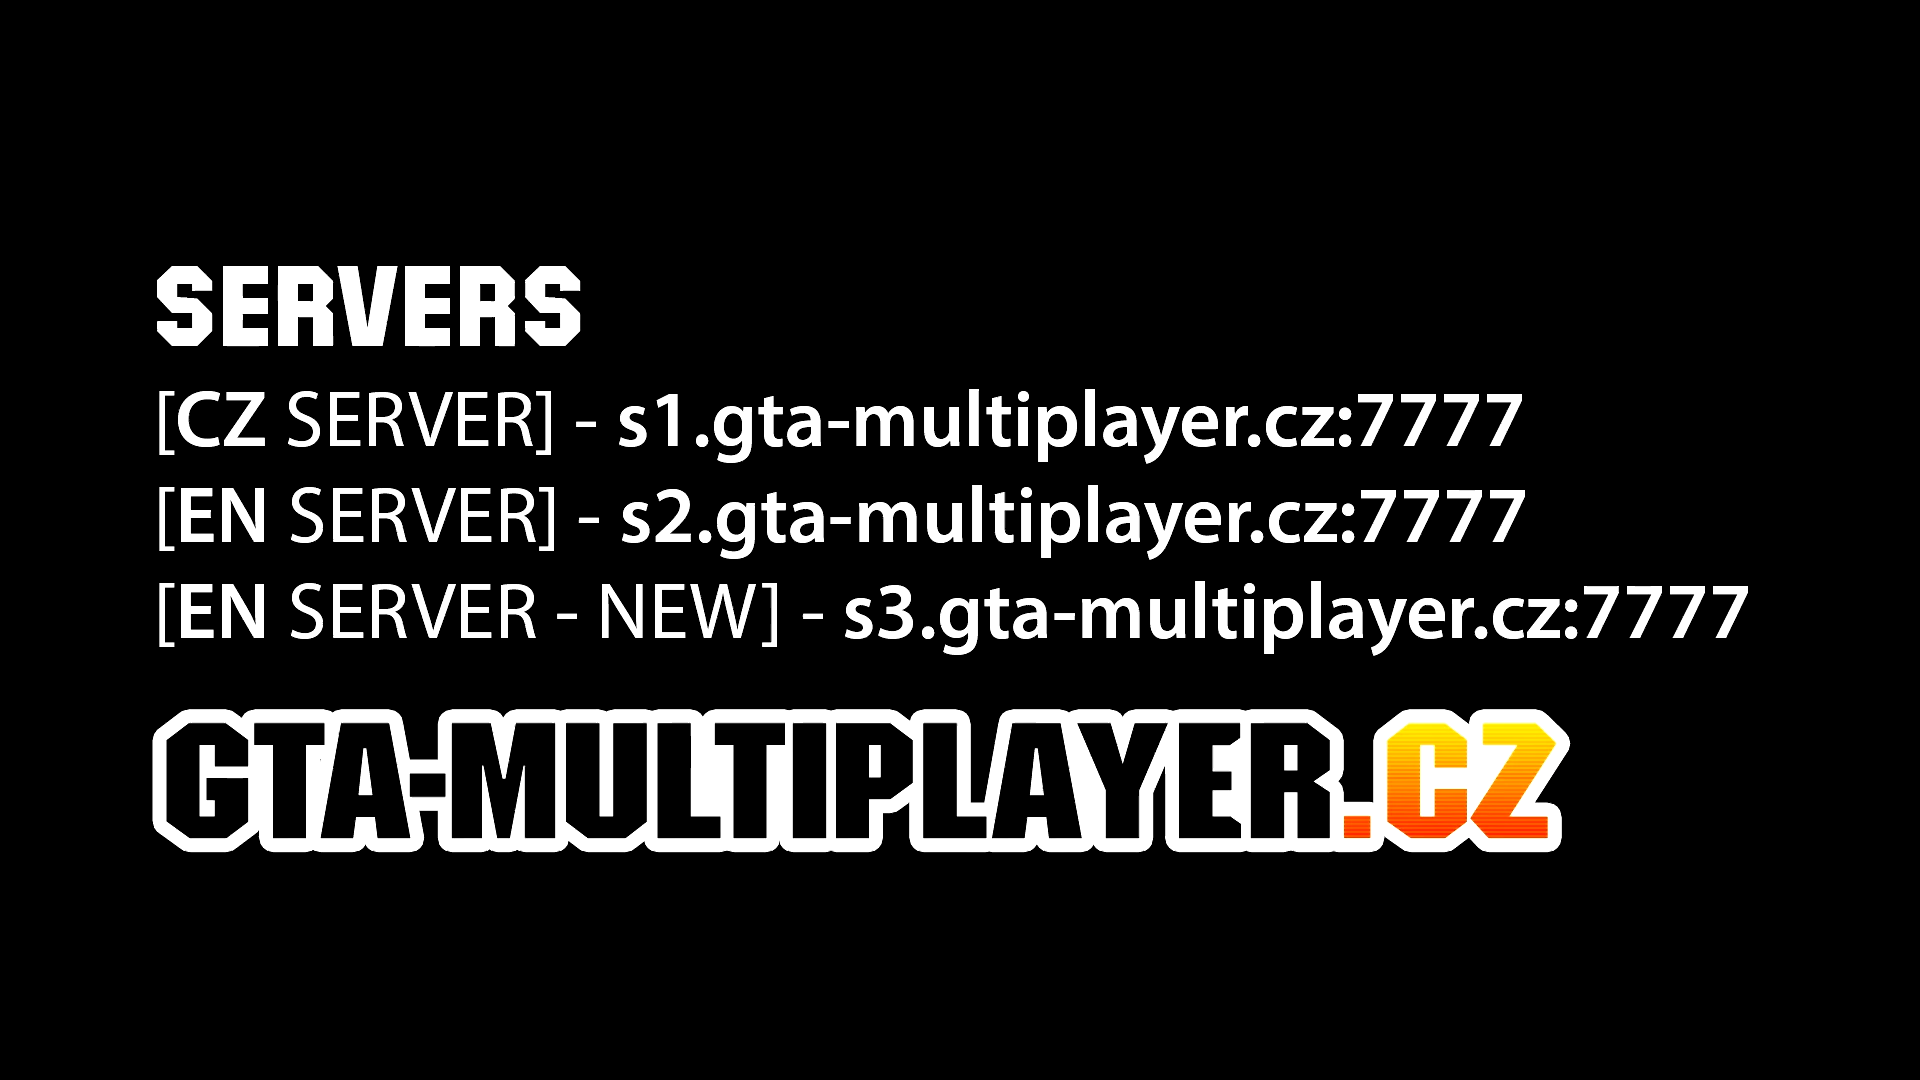 SERVERS
[CZ SERVER] - s1.gta-multiplayer.cz:7777
[EN SERVER] - s2.gta-multiplayer.cz:7777
[EN SERVER - NEW] - s3.gta-multiplayer.cz:7777
GTA-MULTIPLAYER.CZ